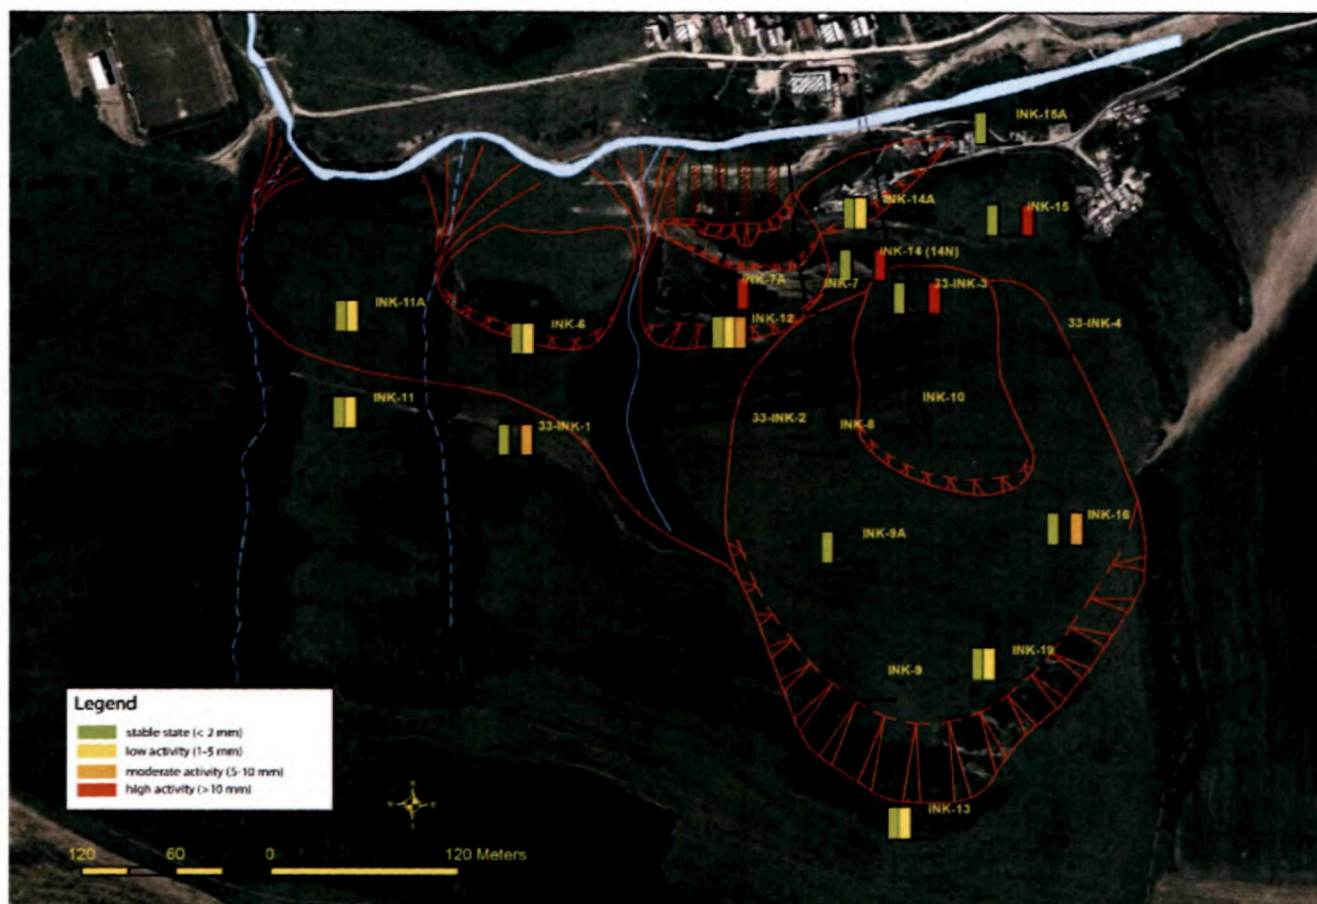 INK-15A
INK-14A
INK-15
INK-14 (14N)
INK-7A
INK-7
33-INK-3
INK-11A
INK-6
INK-12
33-INK-4
INK-11
33-INK-1
33-INK-2
INK-8
INK-10
INK-9A
INK-16
INK-9
INK-19
Legend
stable state (< 2 mm)
low activity (1-5 mm)
moderate activity (5-10 mm)
high activity (>10 mm)
INK-13
120 60 0 120 Meters